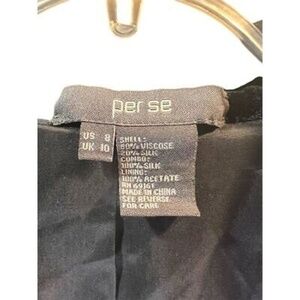 per se
US 8
UK 10
SHELL:
80% VISCOSE
20% SILK
COMBO:
100% SILK
LINING:
100% ACETATE
RN 69161
MADE IN CHINA
SEE REVERSE
FOR CARE